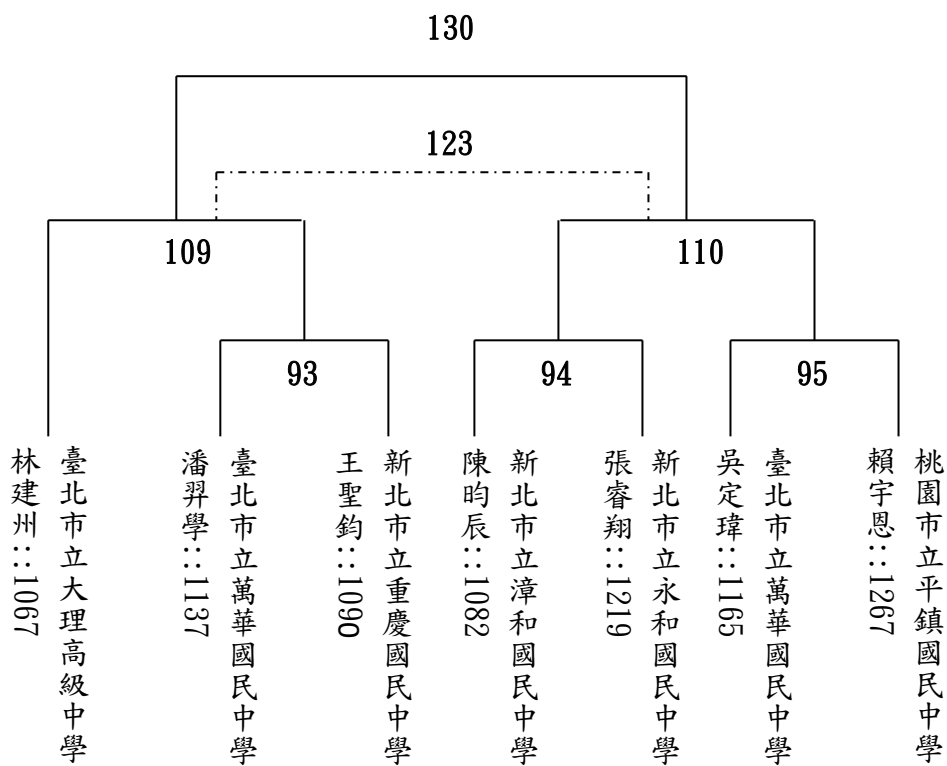 130
123
109
110
93
94
95
林建州::1067
臺北市立大理高級中學
潘羿學::1137
臺北市立萬華國民中學
王聖鈞::1090
新北市立重慶國民中學
陳昀辰::1082
新北市立漳和國民中學
張睿翔::1219
新北市立永和國民中學
吳定瑋::1165
臺北市立萬華國民中學
賴宇恩::1267
桃園市立平鎮國民中學